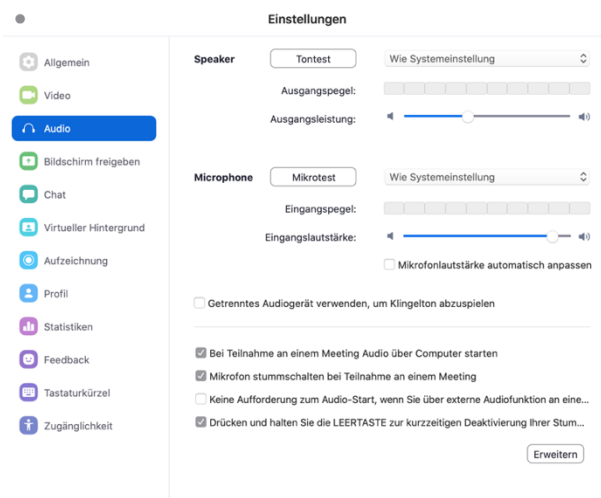 Einstellungen
Allgemein
Video
Audio
Bildschirm freigeben
Chat
Virtueller Hintergrund
Aufzeichnung
Profil
Statistiken
Feedback
Tastaturkürzel
Zugänglichkeit
Speaker Tontest Wie Systemeinstellung
Ausgangspegel:
Ausgangsleistung:
Microphone Mikrotest Wie Systemeinstellung
Eingangspegel:
Eingangslautstärke:
Mikrofonlautstärke automatisch anpassen
Getrenntes Audiogerät verwenden, um Klingelton abzuspielen
Bei Teilnahme an einem Meeting Audio über Computer starten
Mikrofon stummschalten bei Teilnahme an einem Meeting
Keine Aufforderung zum Audio-Start, wenn Sie über externe Audiofunktion an eine...
Drücken und halten Sie die LEERTASTE zur kurzzeitigen Deaktivierung Ihrer Stum...
Erweitern